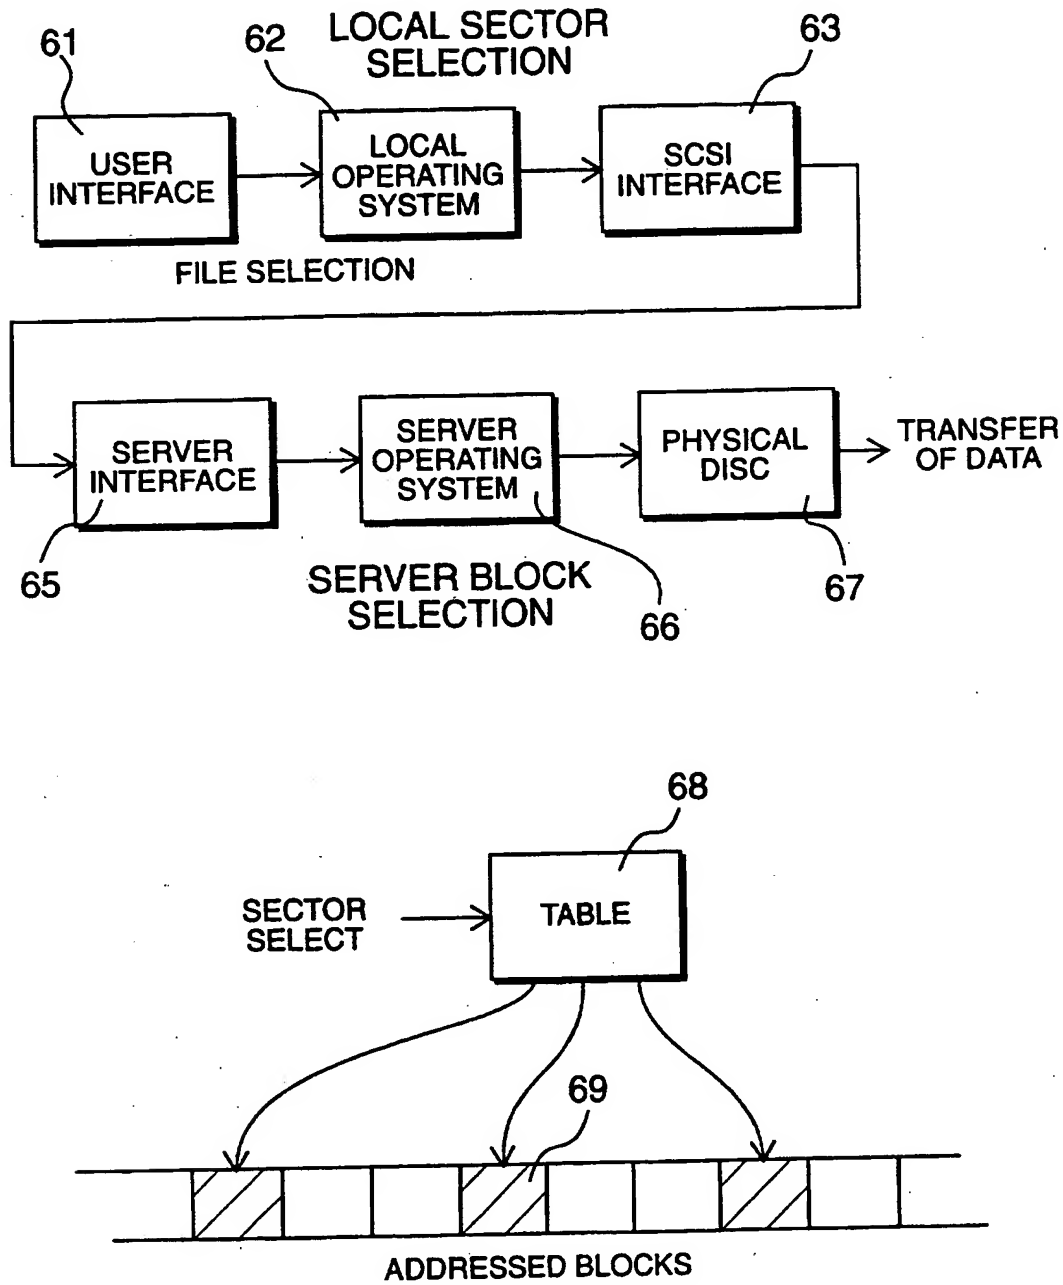 61
62
LOCAL SECTOR
SELECTION
63
USER
INTERFACE
LOCAL
OPERATING
SYSTEM
SCSI
INTERFACE
FILE SELECTION
SERVER
INTERFACE
SERVER
OPERATING
SYSTEM
PHYSICAL
DISC
TRANSFER
OF DATA
65
SERVER BLOCK
SELECTION
66
67
68
SECTOR
SELECT
TABLE
69
ADDRESSED BLOCKS